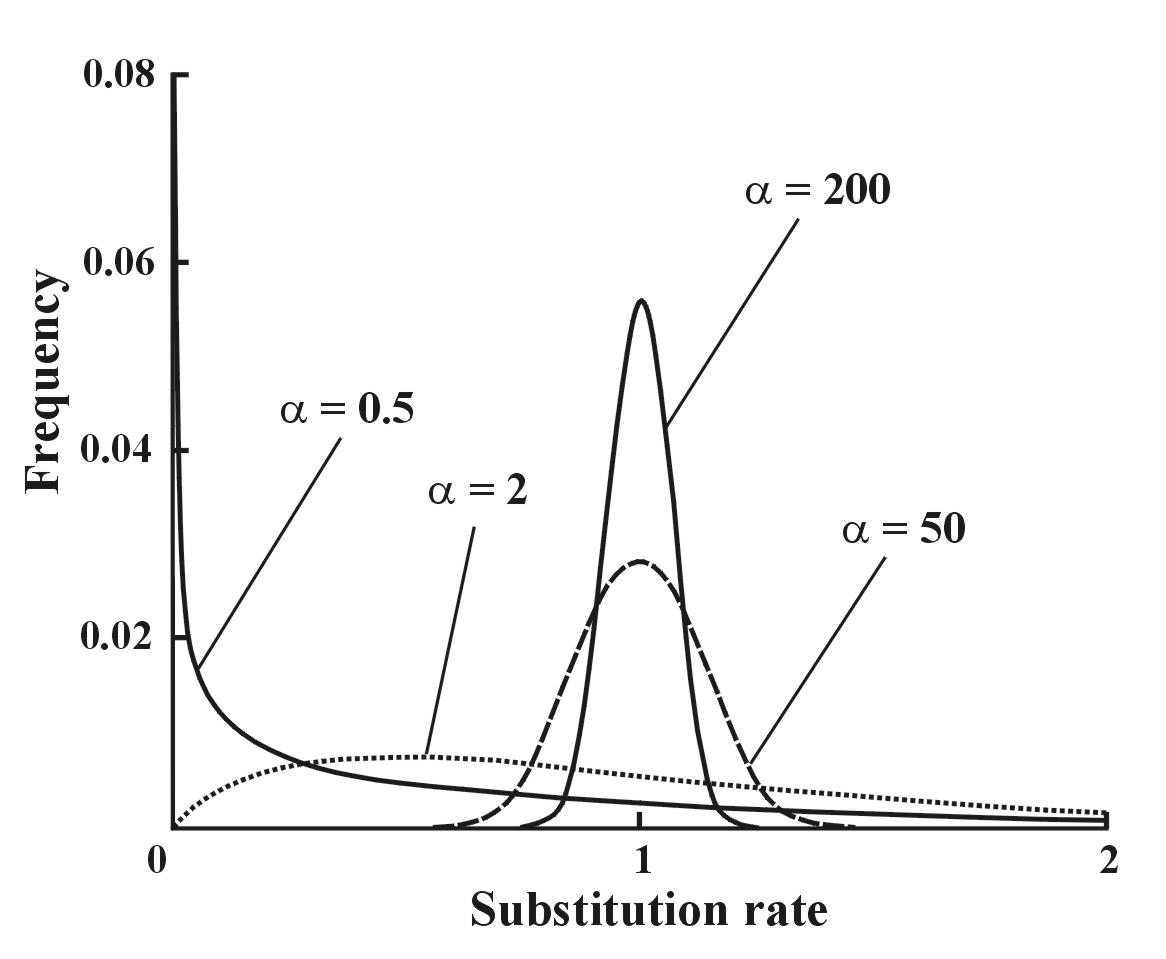 0.08
α = 200
0.06
Frequency
α = 0.5
0.04
α = 2
α = 50
0.02
0
1
2
Substitution rate